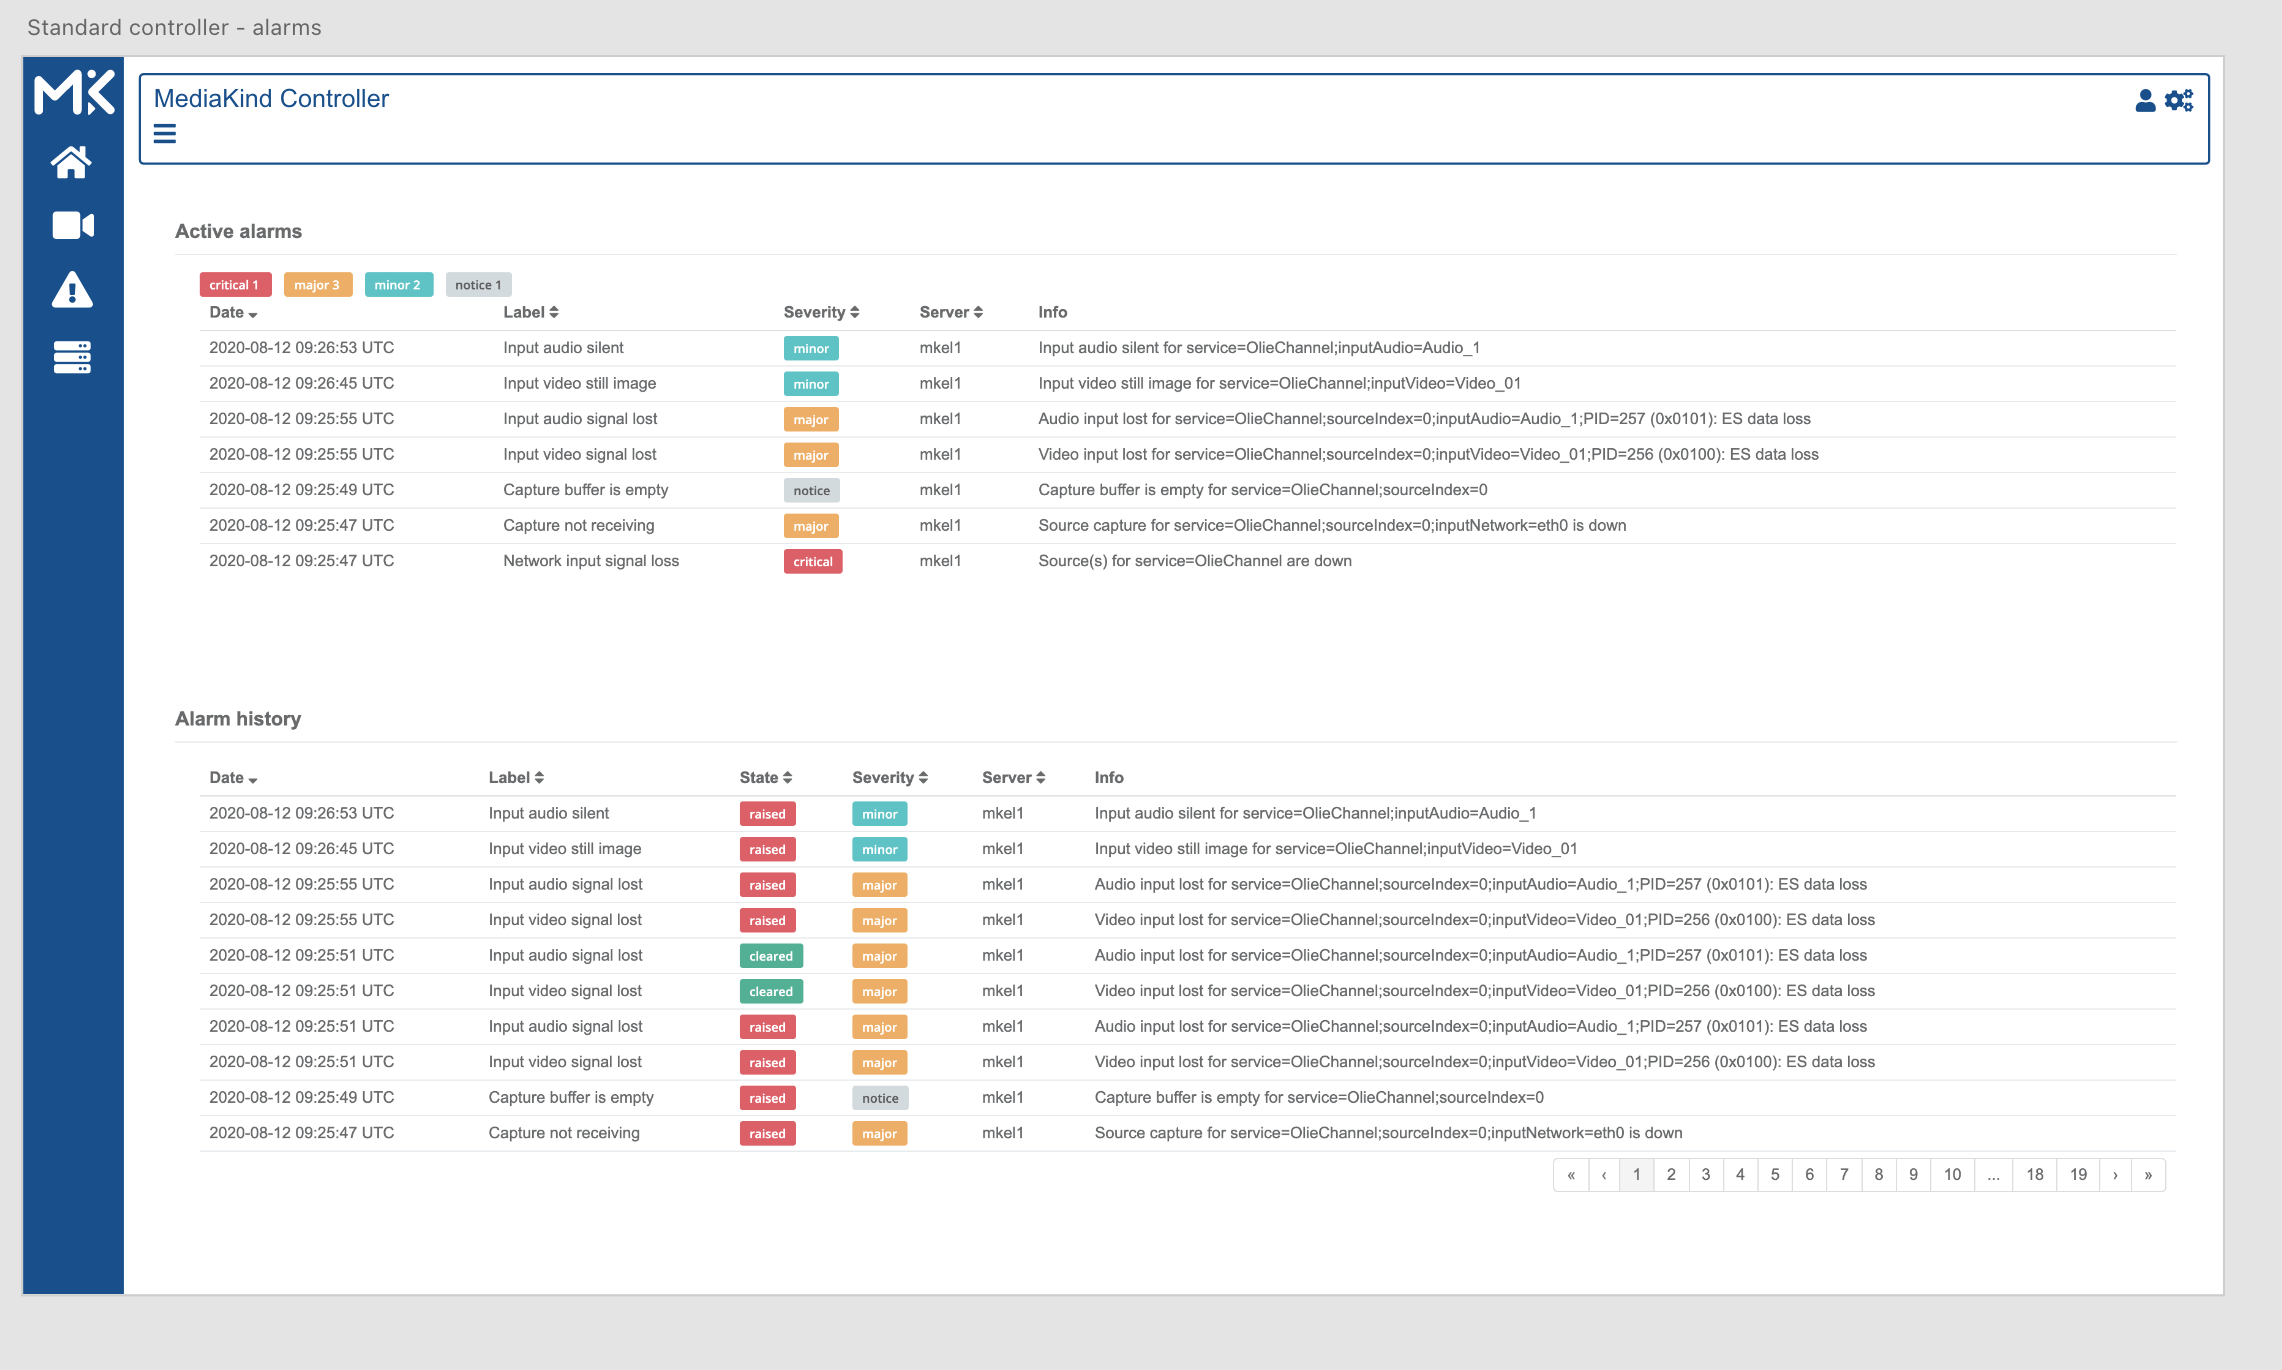 Standard controller - alarms
MK
MediaKind Controller
Active alarms
critical 1 major 3 minor 2 notice 1
Date Label Severity Server Info
2020-08-12 09:26:53 UTC Input audio silent minor mkel1 Input audio silent for service=OlieChannel;inputAudio=Audio_1
2020-08-12 09:26:45 UTC Input video still image minor mkel1 Input video still image for service=OlieChannel;inputVideo=Video_01
2020-08-12 09:25:55 UTC Input audio signal lost major mkel1 Audio input lost for service=OlieChannel;sourceIndex=0;inputAudio=Audio_1;PID=257 (0x0101): ES data loss
2020-08-12 09:25:55 UTC Input video signal lost major mkel1 Video input lost for service=OlieChannel;sourceIndex=0;inputVideo=Video_01;PID=256 (0x0100): ES data loss
2020-08-12 09:25:49 UTC Capture buffer is empty notice mkel1 Capture buffer is empty for service=OlieChannel;sourceIndex=0
2020-08-12 09:25:47 UTC Capture not receiving major mkel1 Source capture for service=OlieChannel;sourceIndex=0;inputNetwork=eth0 is down
2020-08-12 09:25:47 UTC Network input signal loss critical mkel1 Source(s) for service=OlieChannel are down
Alarm history
Date Label State Severity Server Info
2020-08-12 09:26:53 UTC Input audio silent raised minor mkel1 Input audio silent for service=OlieChannel;inputAudio=Audio_1
2020-08-12 09:26:45 UTC Input video still image raised minor mkel1 Input video still image for service=OlieChannel;inputVideo=Video_01
2020-08-12 09:25:55 UTC Input audio signal lost raised major mkel1 Audio input lost for service=OlieChannel;sourceIndex=0;inputAudio=Audio_1;PID=257 (0x0101): ES data loss
2020-08-12 09:25:55 UTC Input video signal lost raised major mkel1 Video input lost for service=OlieChannel;sourceIndex=0;inputVideo=Video_01;PID=256 (0x0100): ES data loss
2020-08-12 09:25:51 UTC Input audio signal lost cleared major mkel1 Audio input lost for service=OlieChannel;sourceIndex=0;inputAudio=Audio_1;PID=257 (0x0101): ES data loss
2020-08-12 09:25:51 UTC Input video signal lost cleared major mkel1 Video input lost for service=OlieChannel;sourceIndex=0;inputVideo=Video_01;PID=256 (0x0100): ES data loss
2020-08-12 09:25:51 UTC Input audio signal lost raised major mkel1 Audio input lost for service=OlieChannel;sourceIndex=0;inputAudio=Audio_1;PID=257 (0x0101): ES data loss
2020-08-12 09:25:51 UTC Input video signal lost raised major mkel1 Video input lost for service=OlieChannel;sourceIndex=0;inputVideo=Video_01;PID=256 (0x0100): ES data loss
2020-08-12 09:25:49 UTC Capture buffer is empty raised notice mkel1 Capture buffer is empty for service=OlieChannel;sourceIndex=0
2020-08-12 09:25:47 UTC Capture not receiving raised major mkel1 Source capture for service=OlieChannel;sourceIndex=0;inputNetwork=eth0 is down
« ‹ 1 2 3 4 5 6 7 8 9 10 ... 18 19 › »